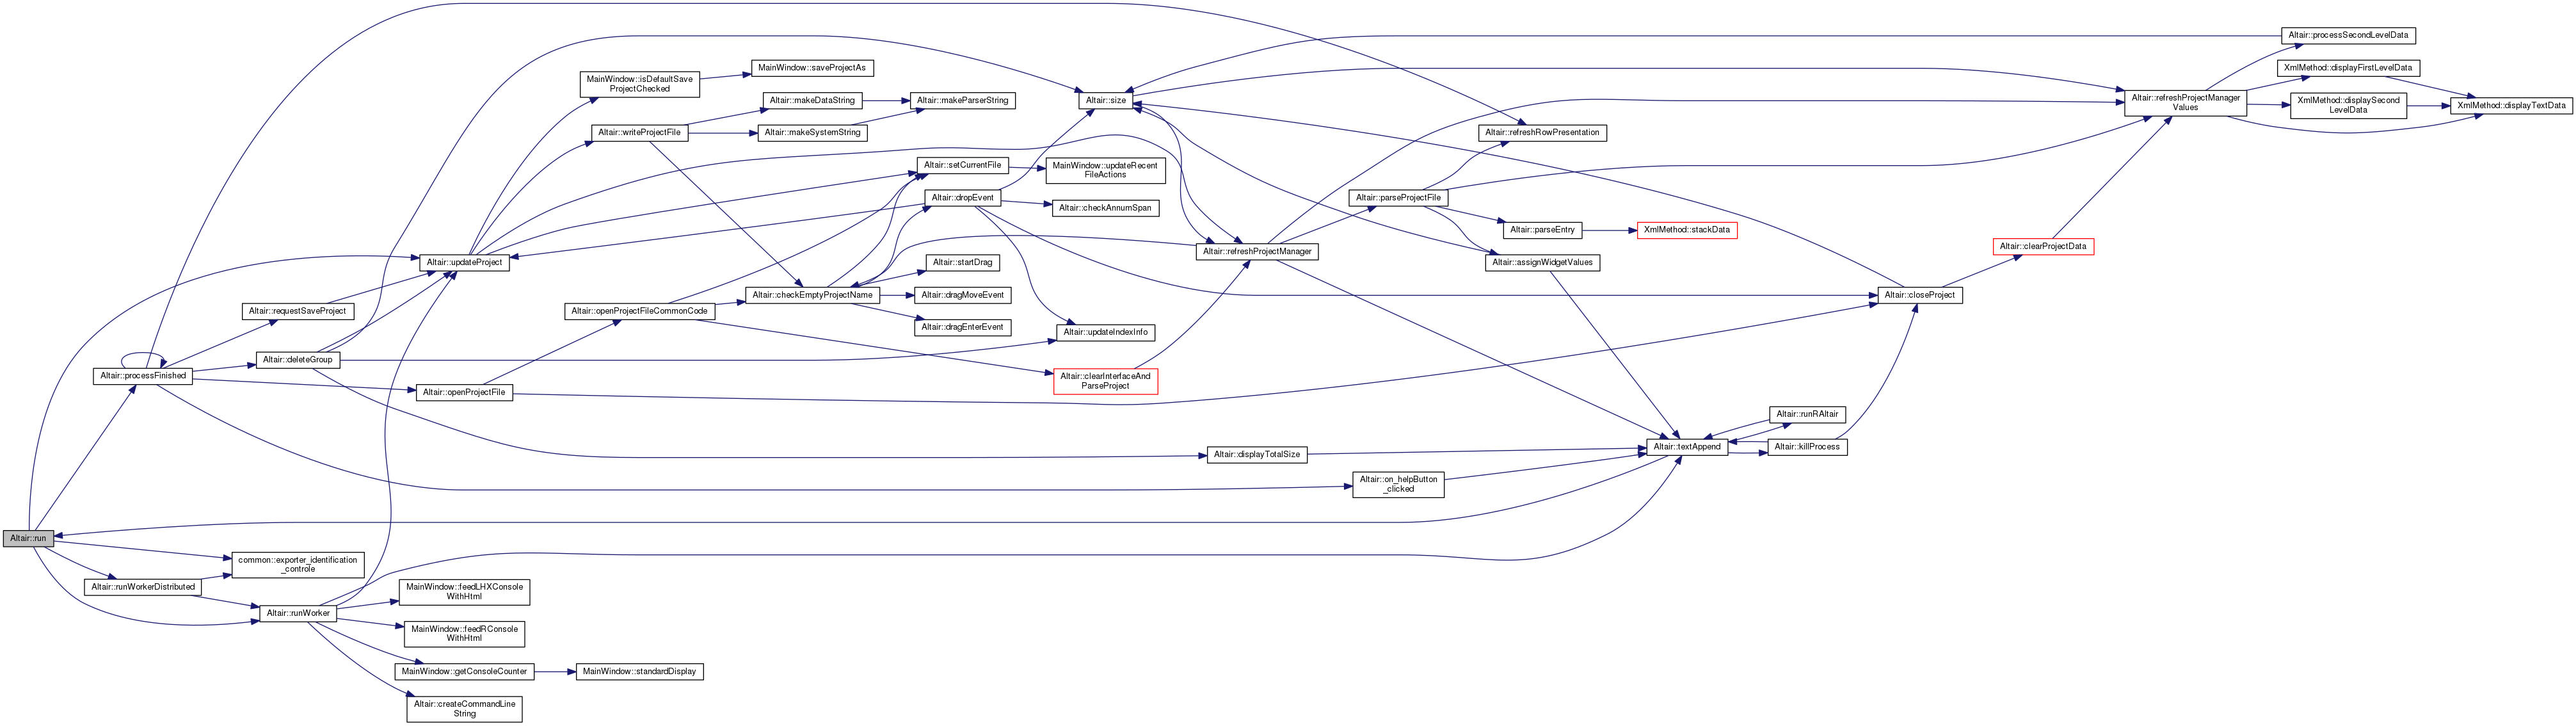 Altair::run
Altair::processFinished
Altair::runWorkerDistributed
Altair::requestSaveProject
Altair::deleteGroup
common::exporter_identification
_controle
Altair::runWorker
Altair::updateProject
Altair::openProjectFile
MainWindow::feedLHXConsole
WithHtml
MainWindow::feedRConsole
WithHtml
MainWindow::getConsoleCounter
Altair::createCommandLine
String
MainWindow::isDefaultSave
ProjectChecked
Altair::writeProjectFile
Altair::openProjectFileCommonCode
MainWindow::standardDisplay
MainWindow::saveProjectAs
Altair::makeDataString
Altair::makeSystemString
Altair::checkEmptyProjectName
Altair::makeParserString
Altair::setCurrentFile
Altair::dropEvent
Altair::startDrag
Altair::dragMoveEvent
Altair::dragEnterEvent
Altair::size
MainWindow::updateRecent
FileActions
Altair::checkAnnumSpan
Altair::updateIndexInfo
Altair::clearInterfaceAnd
ParseProject
Altair::refreshProjectManager
Altair::displayTotalSize
Altair::parseProjectFile
Altair::on_helpButton
_clicked
Altair::refreshRowPresentation
Altair::parseEntry
Altair::assignWidgetValues
XmlMethod::stackData
Altair::textAppend
Altair::runRAltair
Altair::killProcess
Altair::closeProject
Altair::clearProjectData
Altair::refreshProjectManager
Values
Altair::processSecondLevelData
XmlMethod::displayFirstLevelData
XmlMethod::displaySecond
LevelData
XmlMethod::displayTextData